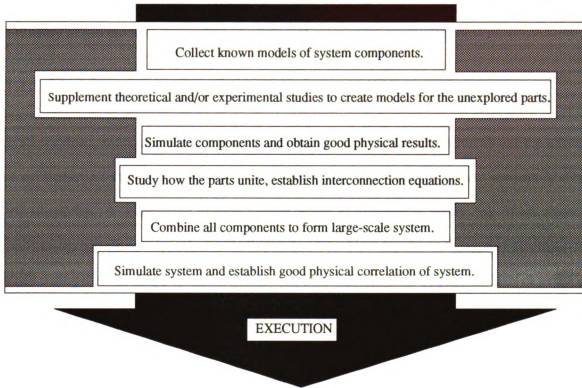 Collect known models of system components.
Supplement theoretical and/or experimental studies to create models for the unexplored parts.
Simulate components and obtain good physical results.
Study how the parts unite, establish interconnection equations.
Combine all components to form large-scale system.
Simulate system and establish good physical correlation of system.
EXECUTION